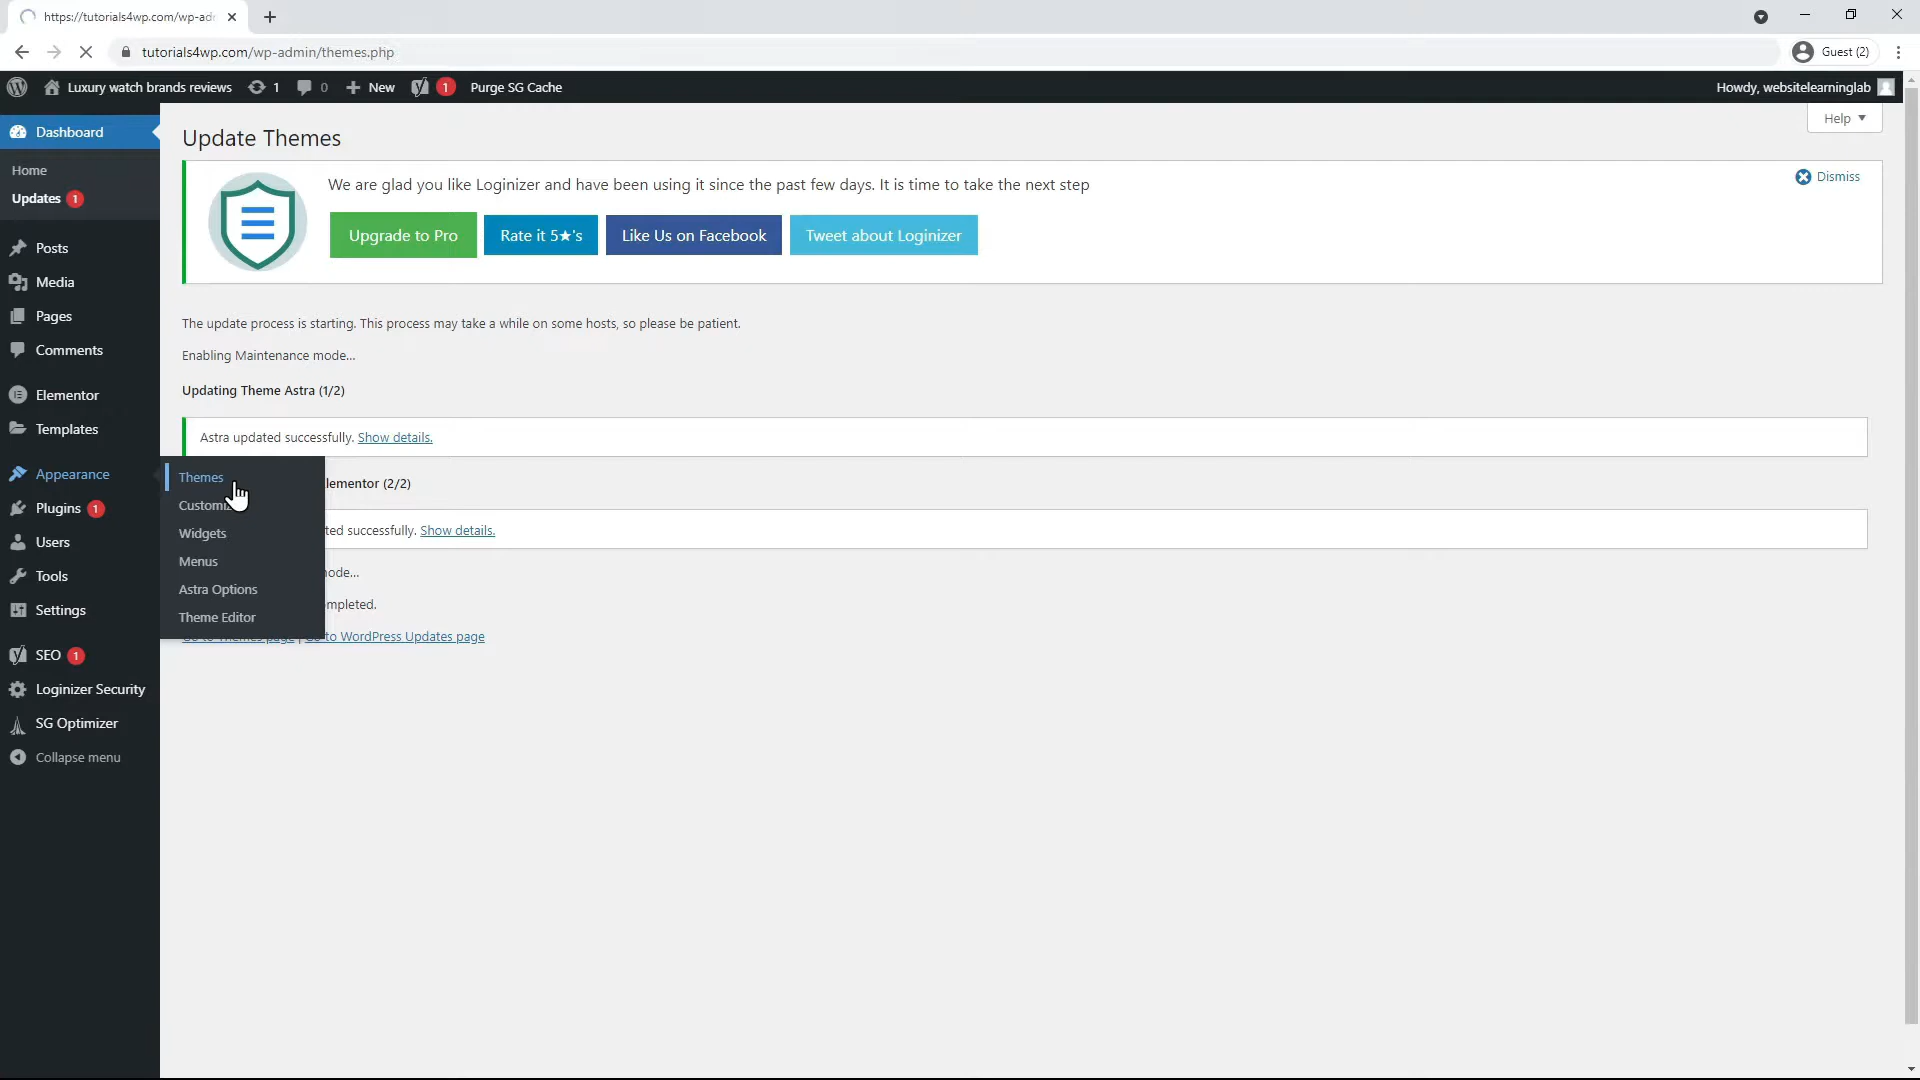 https://tutorials4wp.com/wp-ad
tutorials4wp.com/wp-admin/themes.php
Guest (2)
Luxury watch brands reviews
1
0
New
1
Purge SG Cache
Howdy, websitelearninglab
Help
Dashboard
Home
Updates 1
Posts
Media
Pages
Comments
Elementor
Templates
Appearance
Plugins 1
Users
Tools
Settings
SEO 1
Loginizer Security
SG Optimizer
Collapse menu
Themes
Customiz
Widgets
Menus
Astra Options
Theme Editor
Update Themes
We are glad you like Loginizer and have been using it since the past few days. It is time to take the next step
Dismiss
Upgrade to Pro
Rate it 5★'s
Like Us on Facebook
Tweet about Loginizer
The update process is starting. This process may take a while on some hosts, so please be patient.
Enabling Maintenance mode...
Updating Theme Astra (1/2)
Astra updated successfully. Show details.
lementor (2/2)
ted successfully. Show details.
ode...
mpleted.
to WordPress Updates page